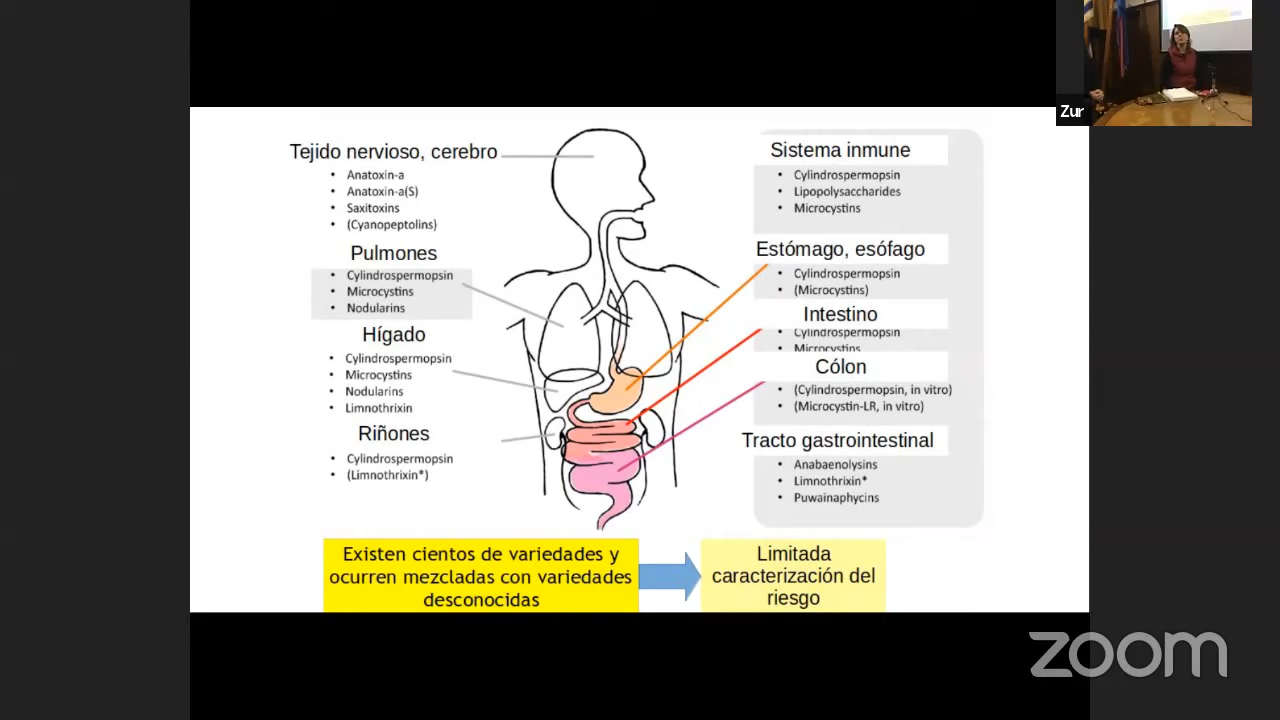 Tejido nervioso, cerebro
• Anatoxin-a
• Anatoxin-a(S)
• Saxitoxins
• (Cyanopeptolins)
Pulmones
• Cylindrospermopsin
• Microcystins
• Nodularins
Hígado
• Cylindrospermopsin
• Microcystins
• Nodularins
• Limnothrixin
Riñones
• Cylindrospermopsin
• (Limnothrixin*)
Sistema inmune
• Cylindrospermopsin
• Lipopolysaccharides
• Microcystins
Estómago, esófago
• Cylindrospermopsin
• (Microcystins)
Intestino
• Cylindrospermopsin
• Microcystins
Cólon
• (Cylindrospermopsin, in vitro)
• (Microcystin-LR, in vitro)
Tracto gastrointestinal
• Anabaenolysins
• Limnothrixin*
• Puwainaphycins
Existen cientos de variedades y
ocurren mezcladas con variedades
desconocidas
Limitada
caracterización del
riesgo
Zur
zoom